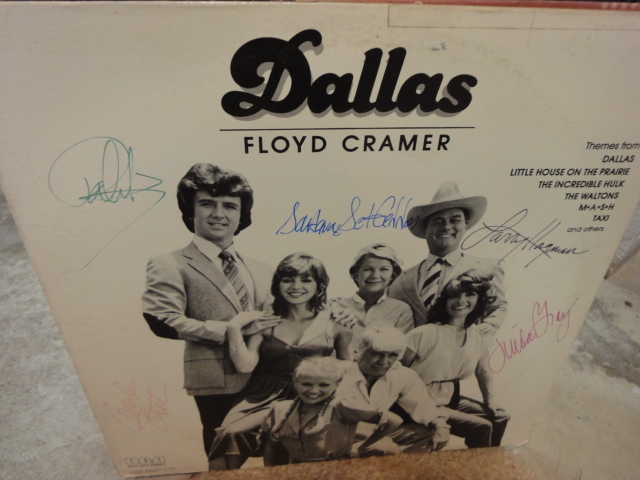 Dallas
FLOYD CRAMER
Themes from
DALLAS
LITTLE HOUSE ON THE PRAIRIE
THE INCREDIBLE HULK
THE WALTONS
M*A*S*H
TAXI
and others
Larry Hagman
Linda Gray
RCA